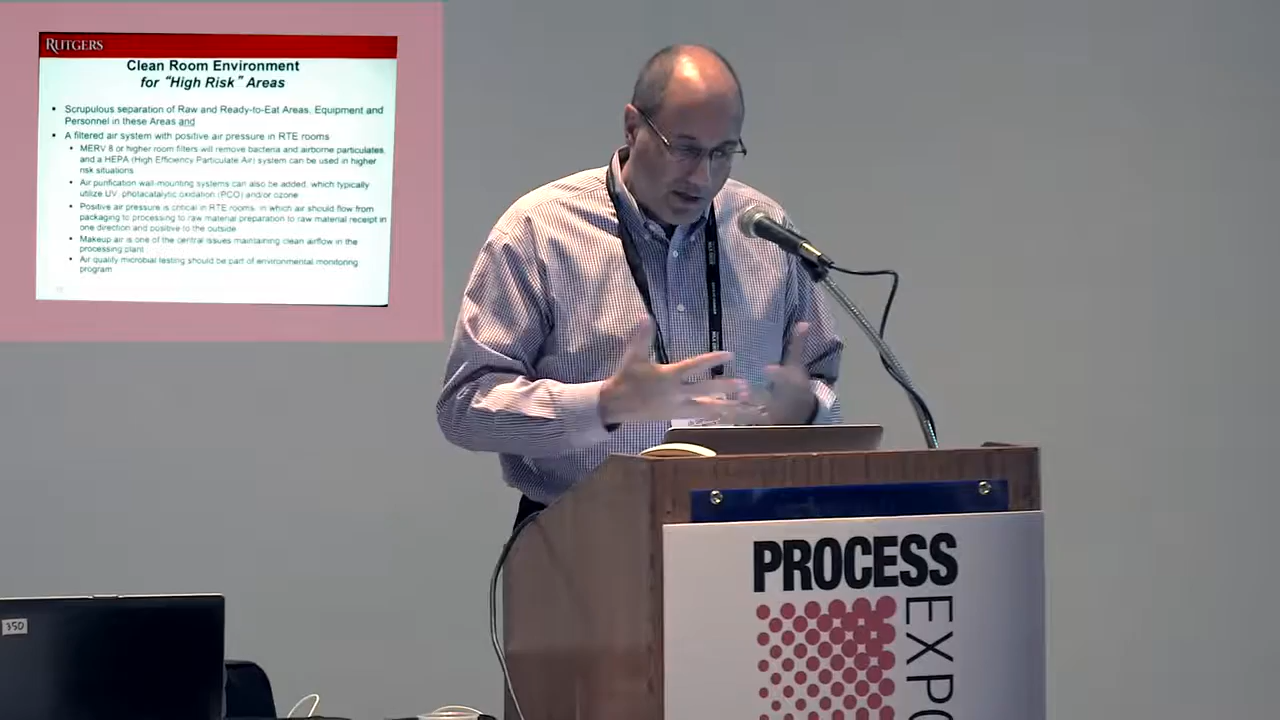 RUTGERS
Clean Room Environment
for "High Risk" Areas
• Scrupulous separation of Raw and Ready-to-Eat Areas, Equipment and
Personnel in these Areas and
• A filtered air system with positive air pressure in RTE rooms
• MERV 8 or higher room filters will remove bacteria and airborne particulates,
and a HEPA (High Efficiency Particulate Air) system can be used in higher
risk situations
• Air purification wall-mounting systems can also be added, which typically
utilize UV, photacatalytic oxidation (PCO) and/or ozone
• Positive air pressure is critical in RTE rooms, in which air should flow from
packaging to processing to raw material preparation to raw material receipt in
one direction and positive to the outside
• Makeup air is one of the central issues maintaining clean airflow in the
processing plant
• Air quality microbial testing should be part of environmental monitoring
program
350
PROCESS
EXPO